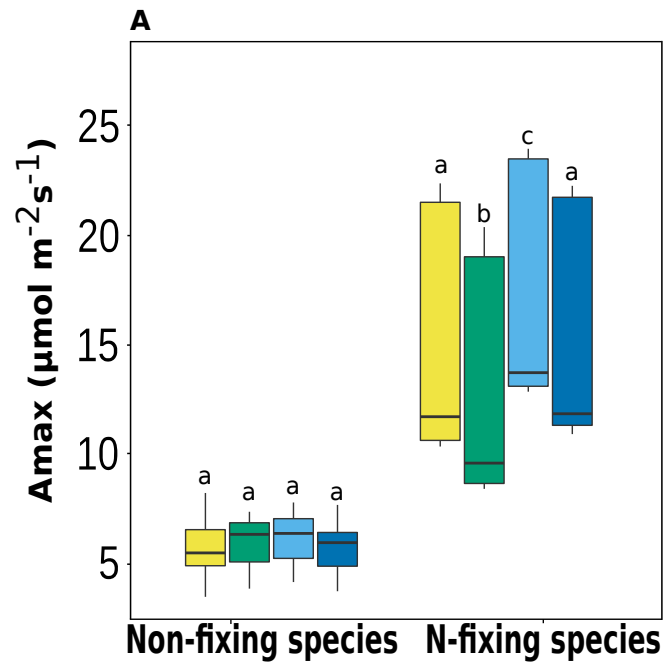 A
Amax (µmol m-2s-1)
25
20
15
10
5
a a a a
a b c a
Non-fixing species N-fixing species